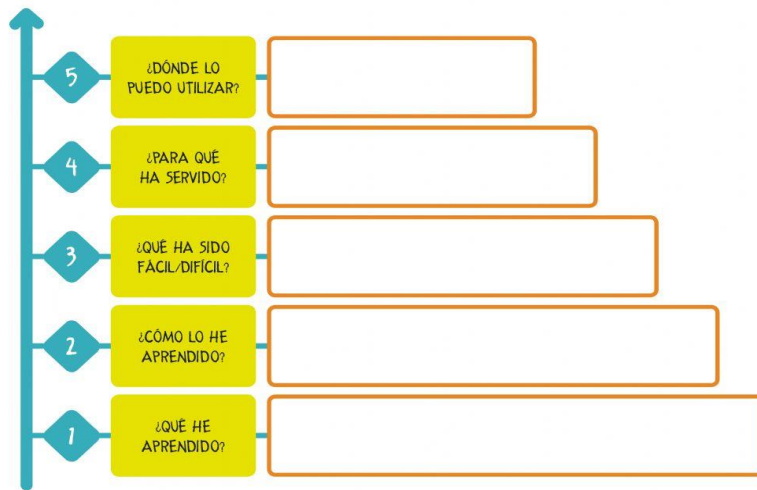 5
¿DÓNDE LO
PUEDO UTILIZAR?
4
¿PARA QUÉ
HA SERVIDO?
3
¿QUÉ HA SIDO
FÁCIL/DIFÍCIL?
2
¿CÓMO LO HE
APRENDIDO?
1
¿QUÉ HE
APRENDIDO?